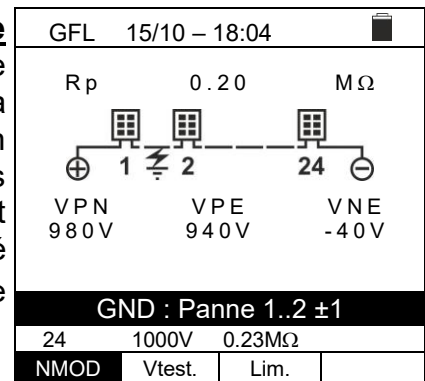 e
e
a
n
s
t
é
e
GFL 15/10 – 18:04
Rp 0.20 MΩ
1 2 24
VPN VPE VNE
980V 940V -40V
GND : Panne 1..2 ±1
24 1000V 0.23MΩ
NMOD Vtest. Lim.